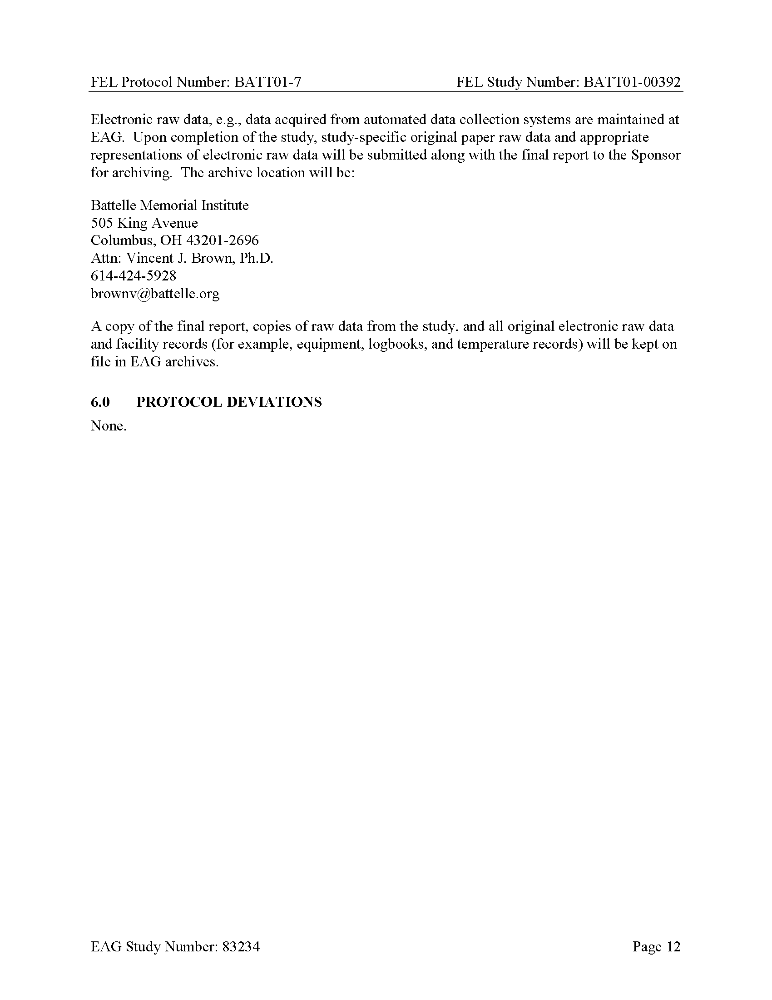 FEL Protocol Number: BATT01-7 FEL Study Number: BATT01-00392
Electronic raw data, e.g., data acquired from automated data collection systems are maintained at
EAG.  Upon completion of the study, study-specific original paper raw data and appropriate
representations of electronic raw data will be submitted along with the final report to the Sponsor
for archiving.  The archive location will be:
Battelle Memorial Institute
505 King Avenue
Columbus, OH 43201-2696
Attn: Vincent J. Brown, Ph.D.
614-424-5928
brownv@battelle.org
A copy of the final report, copies of raw data from the study, and all original electronic raw data
and facility records (for example, equipment, logbooks, and temperature records) will be kept on
file in EAG archives.
6.0 PROTOCOL DEVIATIONS
None.
EAG Study Number: 83234 Page 12